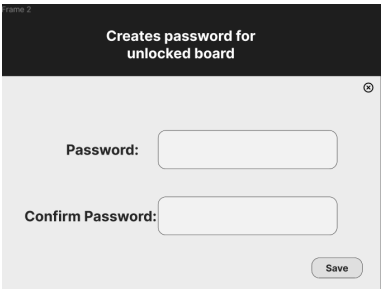 Frame 2
Creates password for
unlocked board
Password:
Confirm Password:
Save